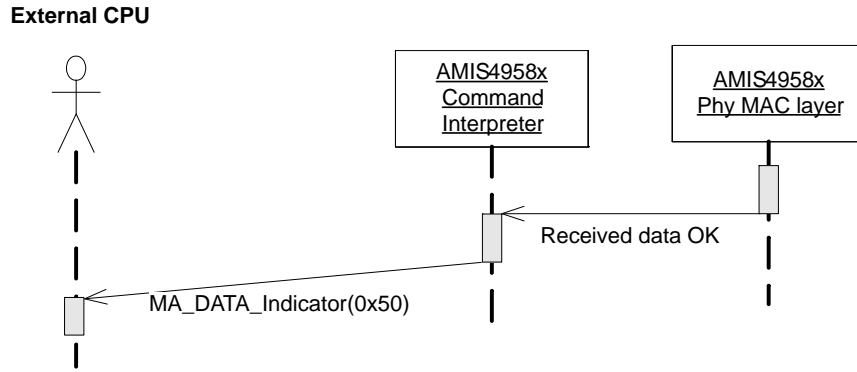 External CPU
AMIS4958x
Command
Interpreter
AMIS4958x
Phy MAC layer
Received data OK
MA_DATA_Indicator(0x50)